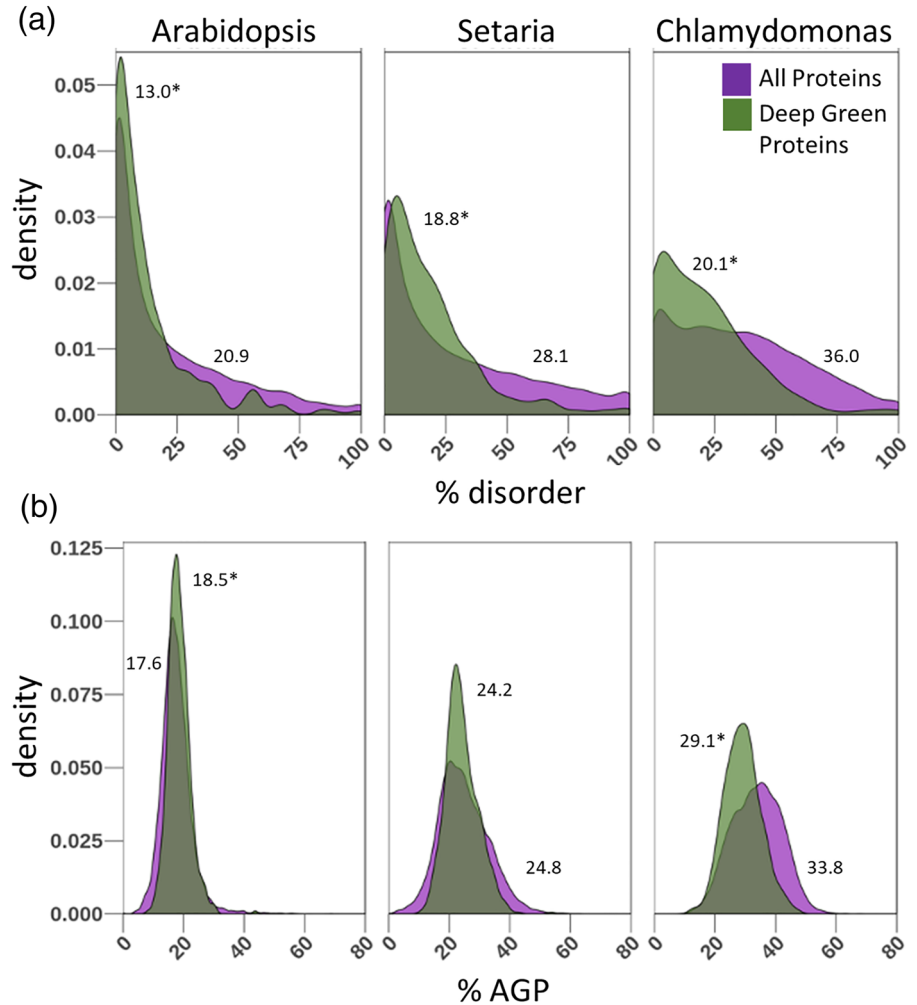 (a)
Arabidopsis
Setaria
Chlamydomonas
All Proteins
Deep Green
Proteins
density
0.05
0.04
0.03
0.02
0.01
0.00
13.0*
20.9
18.8*
28.1
20.1*
36.0
0 25 50 75 100
0 25 50 75 100
0 25 50 75 100
% disorder
(b)
density
0.125
0.100
0.075
0.050
0.025
0.000
18.5*
17.6
24.2
24.8
29.1*
33.8
0 20 40 60 80
0 20 40 60 80
0 20 40 60 80
% AGP